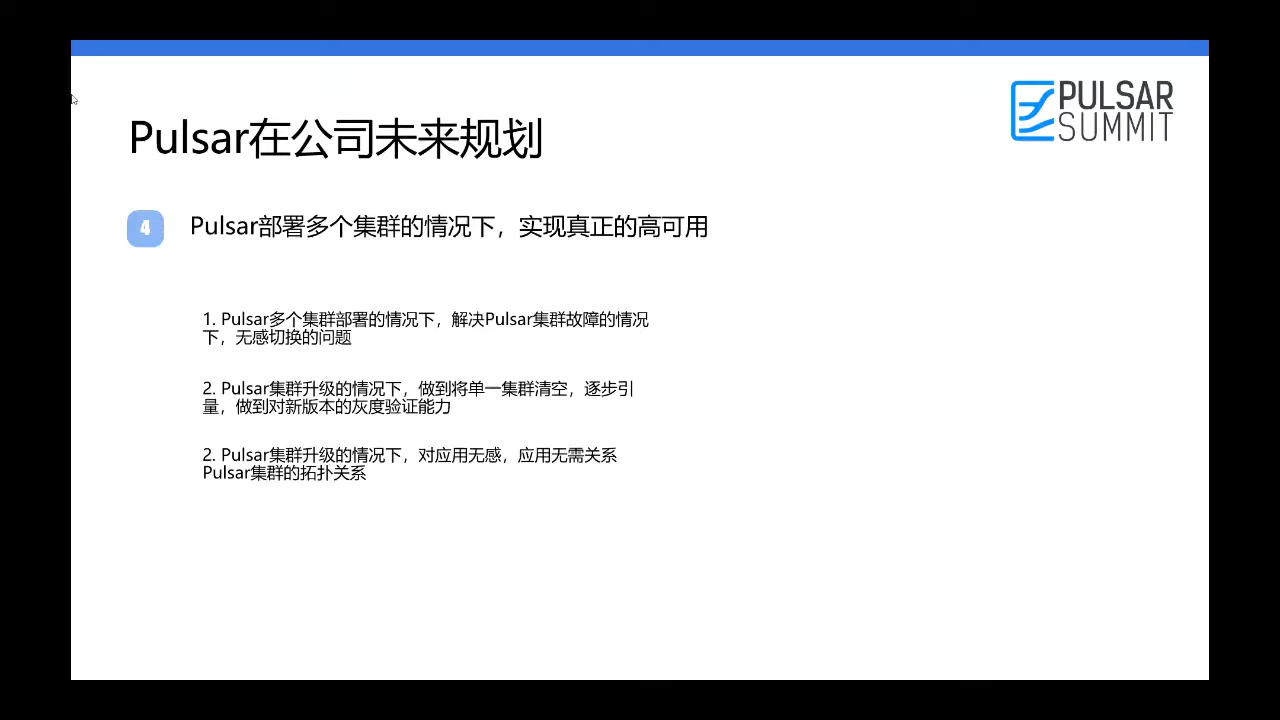 PULSAR
SUMMIT
Pulsar在公司未来规划
4
Pulsar部署多个集群的情况下，实现真正的高可用
1. Pulsar多个集群部署的情况下，解决Pulsar集群故障的情况
下，无感切换的问题
2. Pulsar集群升级的情况下，做到将单一集群清空，逐步引
量，做到对新版本的灰度验证能力
2. Pulsar集群升级的情况下，对应用无感，应用无需关系
Pulsar集群的拓扑关系